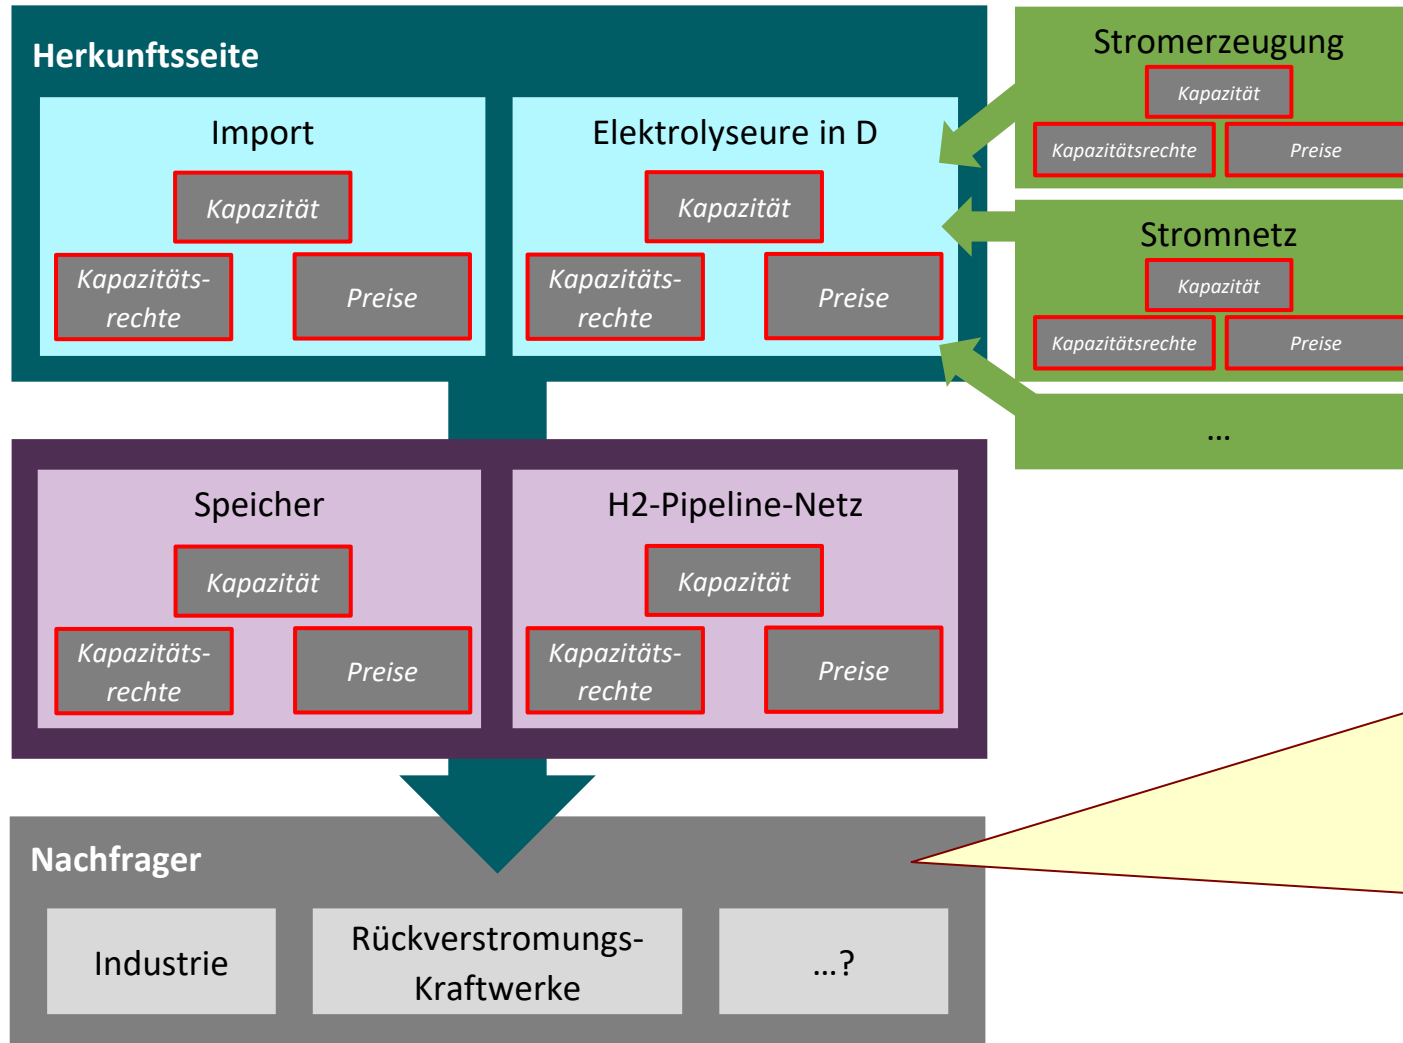 Herkunftsseite
Import
Kapazität
Kapazitäts-
rechte
Preise
Elektrolyseure in D
Kapazität
Kapazitäts-
rechte
Preise
Stromerzeugung
Kapazität
Kapazitätsrechte
Preise
Stromnetz
Kapazität
Kapazitätsrechte
Preise
...
Speicher
Kapazität
Kapazitäts-
rechte
Preise
H2-Pipeline-Netz
Kapazität
Kapazitäts-
rechte
Preise
Nachfrager
Industrie
Rückverstromungs-
Kraftwerke
...?